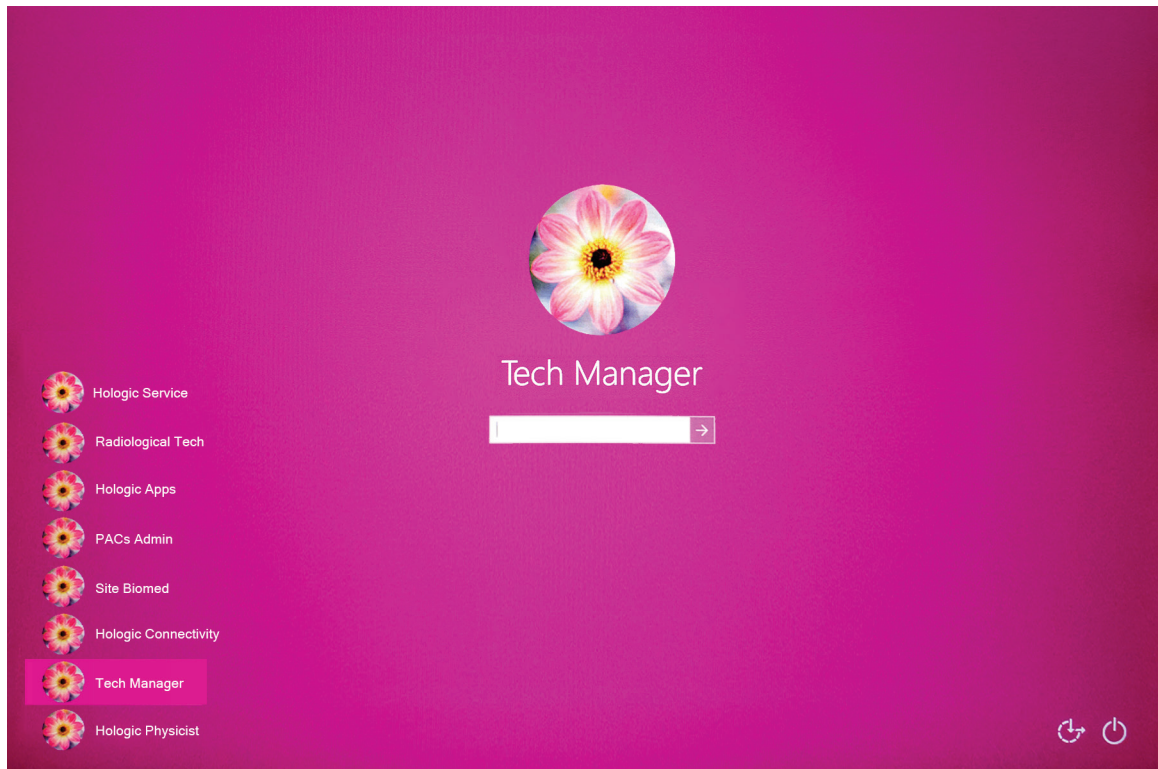 Tech Manager
Hologic Service
Radiological Tech
Hologic Apps
PACs Admin
Site Biomed
Hologic Connectivity
Tech Manager
Hologic Physicist